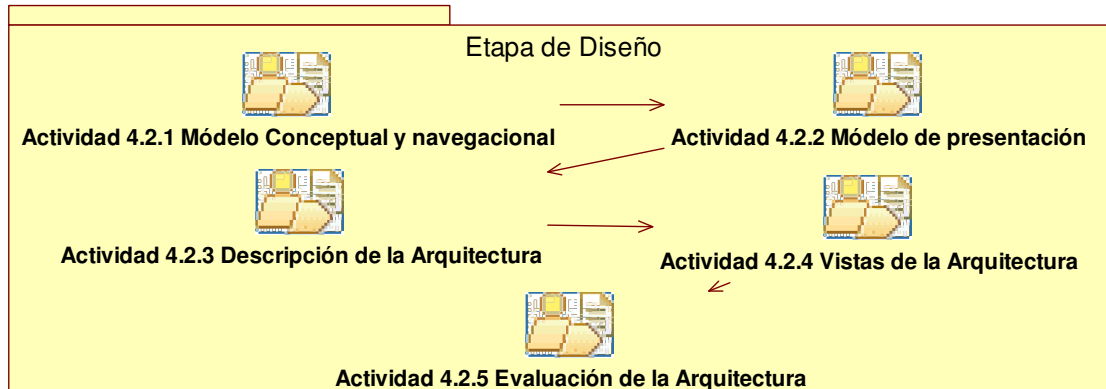 Etapa de Diseño
Actividad 4.2.1 Módelo Conceptual y navegacional
Actividad 4.2.2 Módelo de presentación
Actividad 4.2.3 Descripción de la Arquitectura
Actividad 4.2.4 Vistas de la Arquitectura
Actividad 4.2.5 Evaluación de la Arquitectura